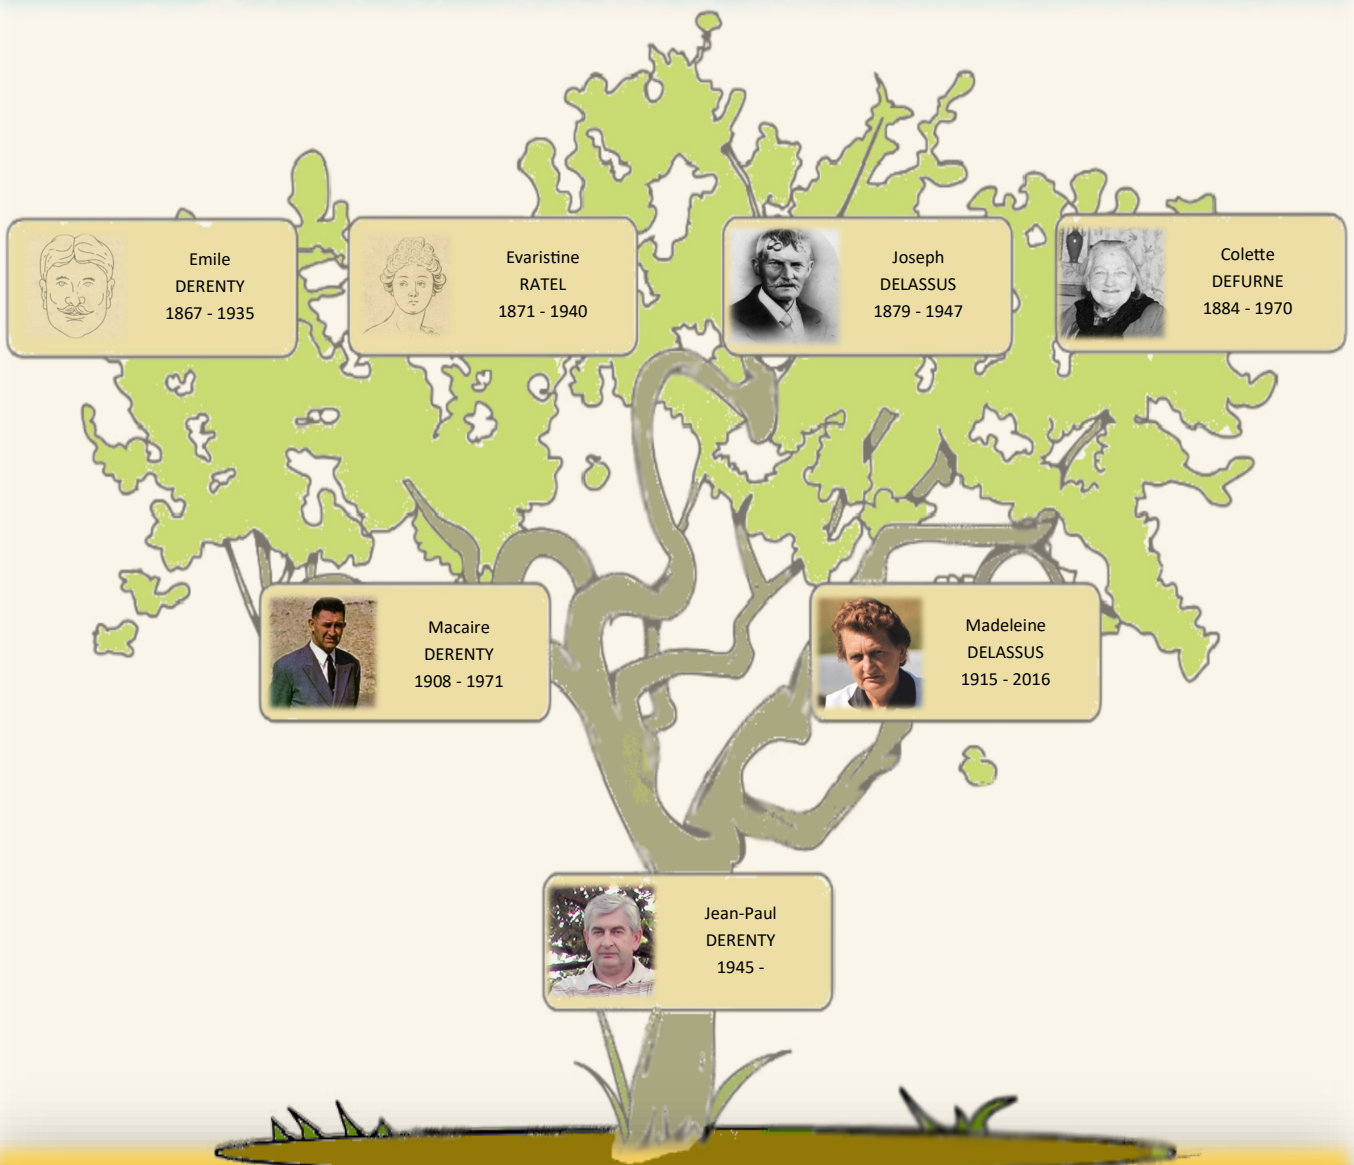 Emile
DERENTY
1867 - 1935
Evaristine
RATEL
1871 - 1940
Joseph
DELASSUS
1879 - 1947
Colette
DEFURNE
1884 - 1970
Macaire
DERENTY
1908 - 1971
Madeleine
DELASSUS
1915 - 2016
Jean-Paul
DERENTY
1945 -